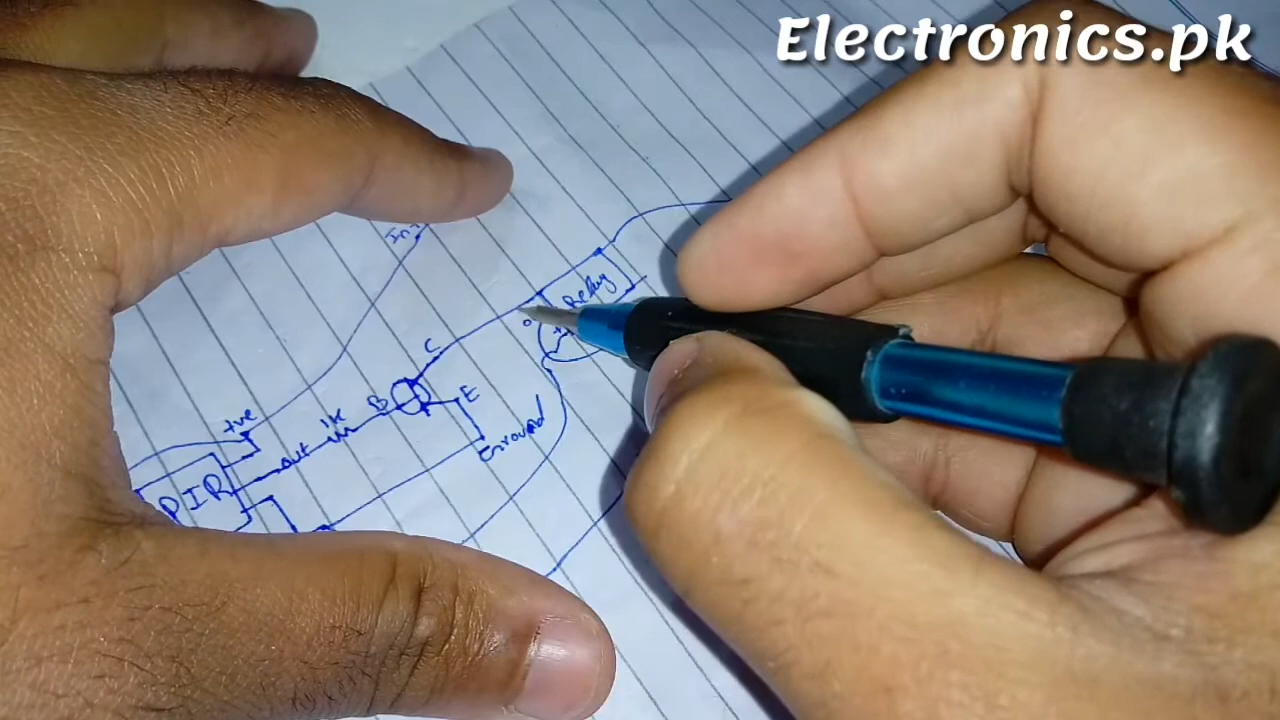 Electronics.pk
Relay
C
B
E
1k
+ve
out
Ground
PIR